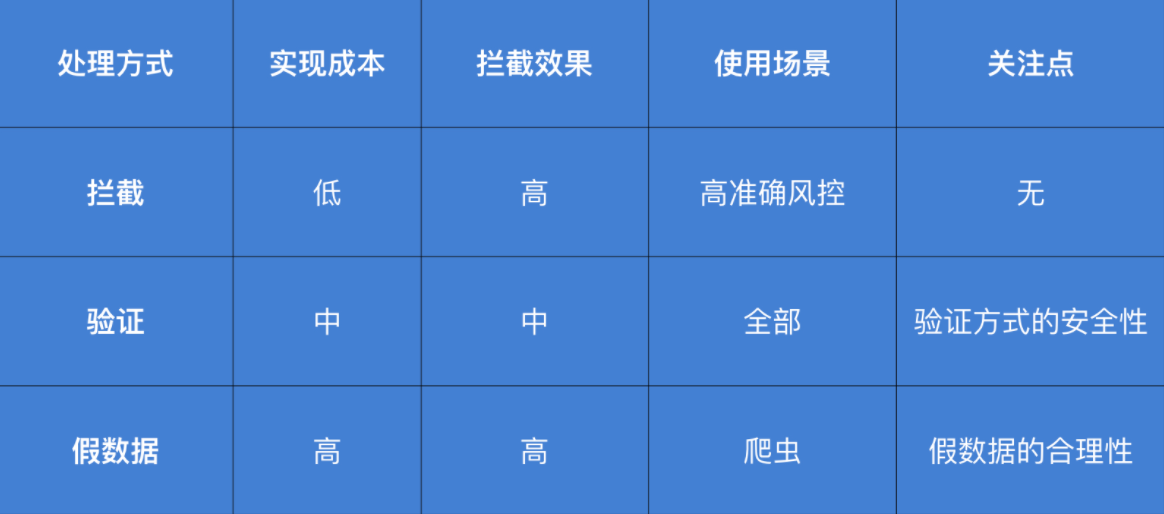 处理方式 实现成本 拦截效果 使用场景 关注点
拦截 低 高 高准确风控 无
验证 中 中 全部 验证方式的安全性
假数据 高 高 爬虫 假数据的合理性